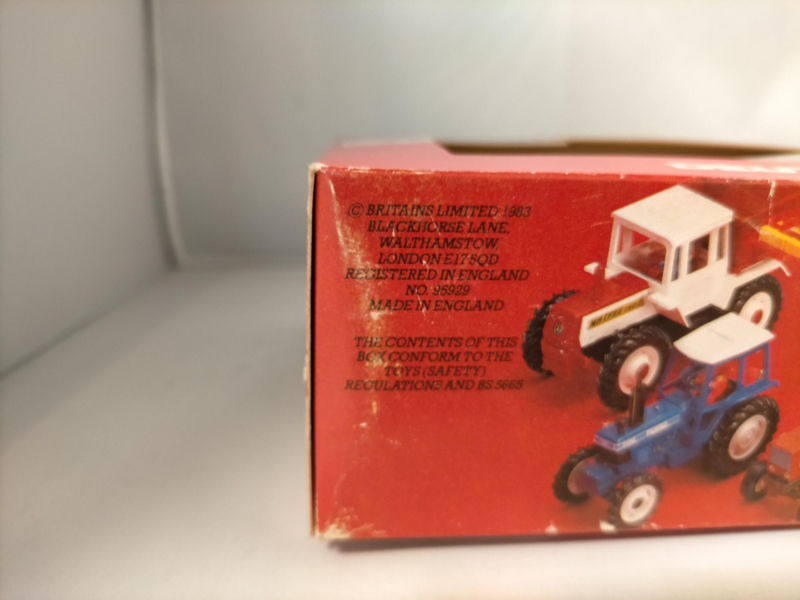 © BRITAINS LIMITED 1983
BLACKHORSE LANE,
WALTHAMSTOW,
LONDON E17 5QD
REGISTERED IN ENGLAND
NO. 95929
MADE IN ENGLAND
THE CONTENTS OF THIS
BOX CONFORM TO THE
TOYS (SAFETY)
REGULATIONS AND BS 5665